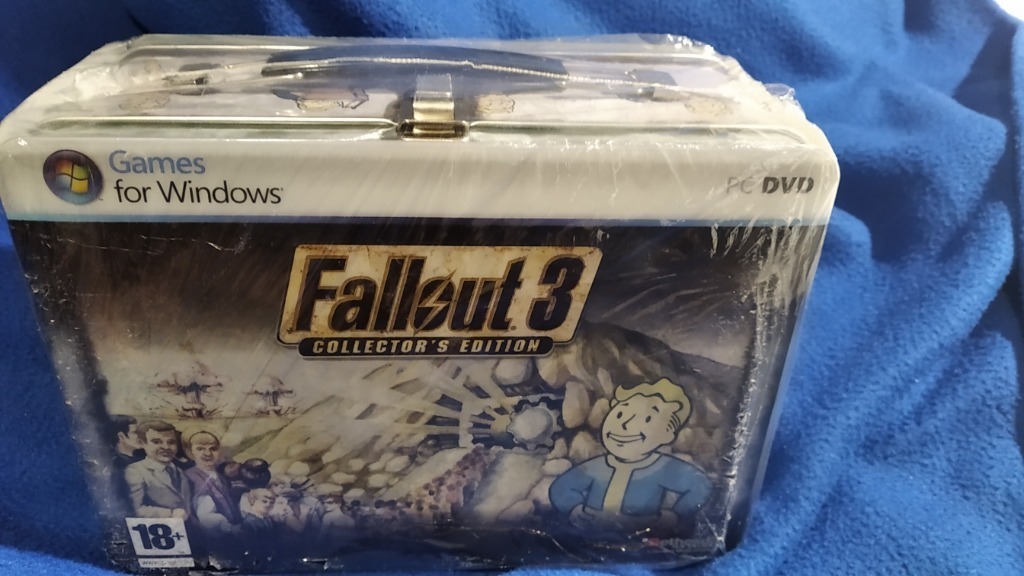 Games
for Windows
PC DVD
Fallout 3
COLLECTOR'S EDITION
18+